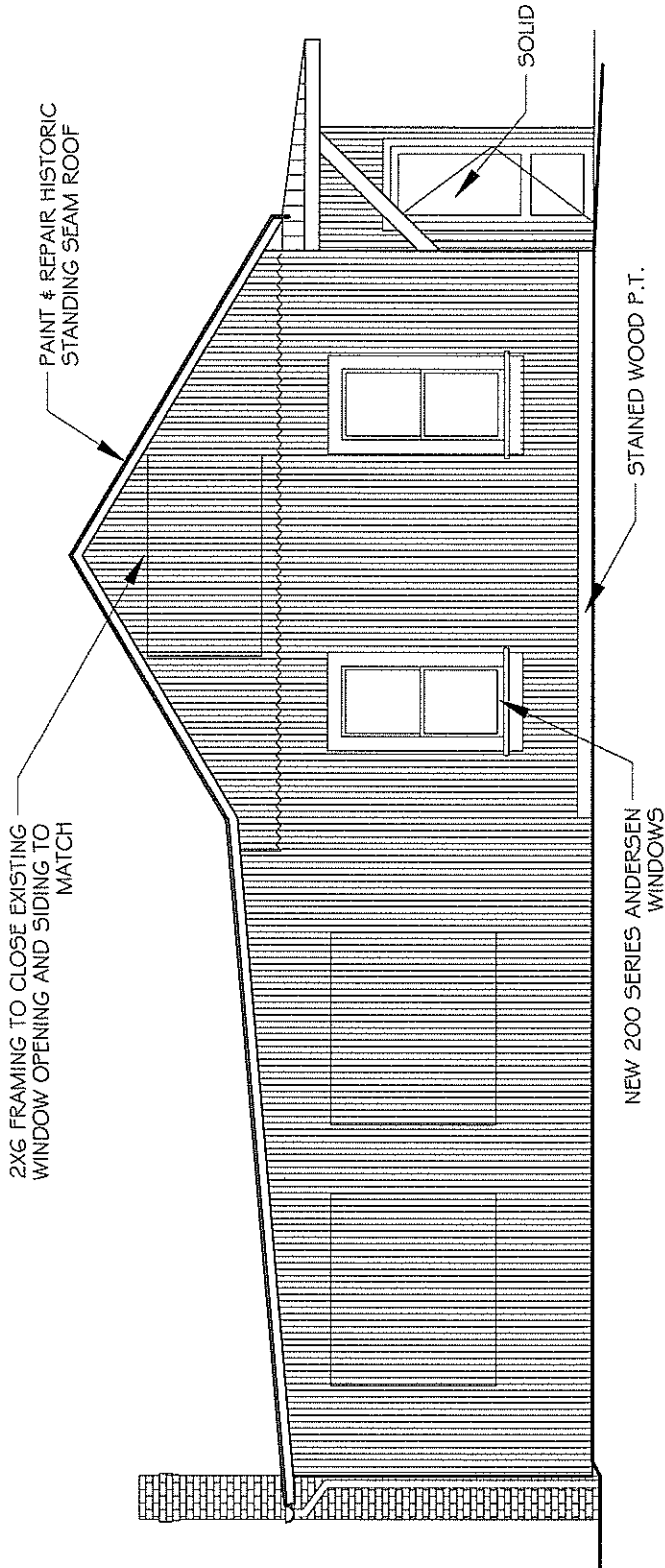 2X6 FRAMING TO CLOSE EXISTING
WINDOW OPENING AND SIDING TO
MATCH
PAINT & REPAIR HISTORIC
STANDING SEAM ROOF
SOLID
NEW 200 SERIES ANDERSEN
WINDOWS
STAINED WOOD P.T.